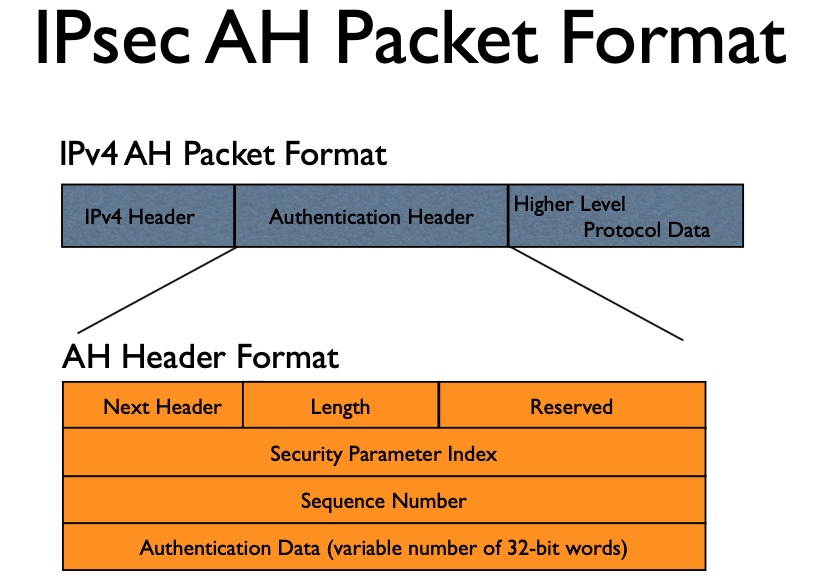 IPsec AH Packet Format
IPv4 AH Packet Format
IPv4 Header
Authentication Header
Higher Level
Protocol Data
AH Header Format
Next Header
Length
Reserved
Security Parameter Index
Sequence Number
Authentication Data (variable number of 32-bit words)